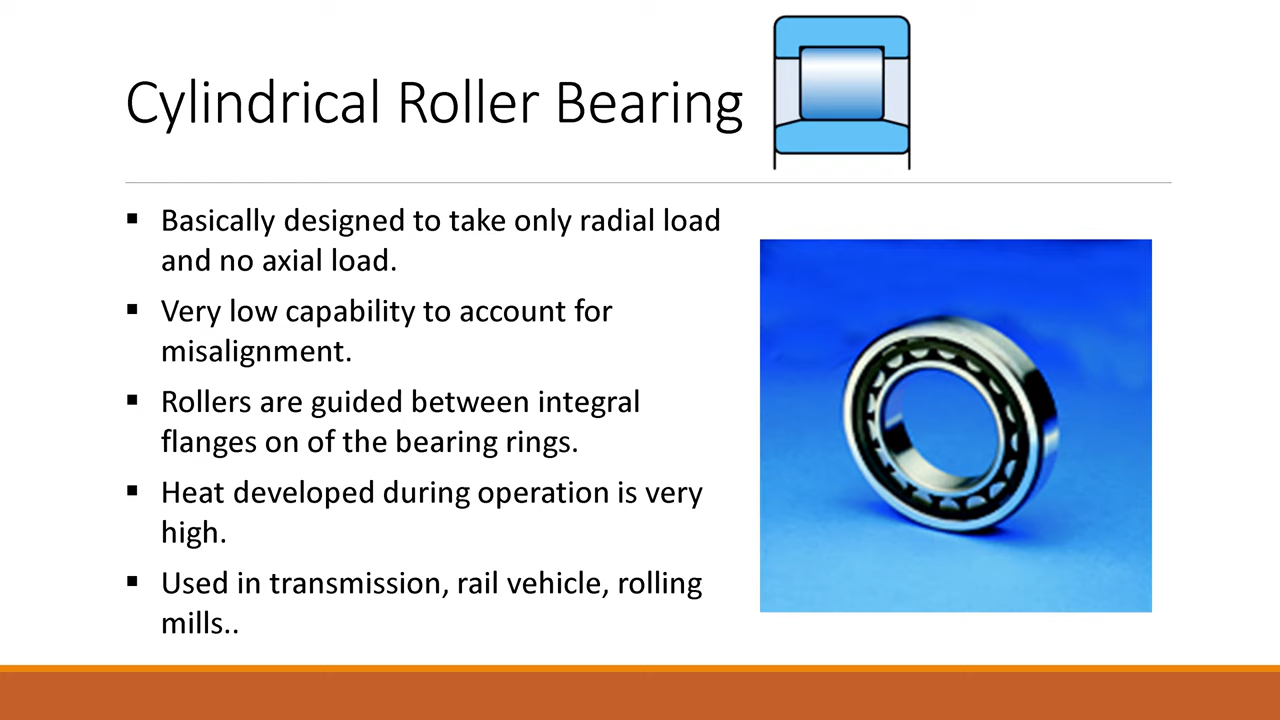 Cylindrical Roller Bearing
▪ Basically designed to take only radial load
and no axial load.
▪ Very low capability to account for
misalignment.
▪ Rollers are guided between integral
flanges on of the bearing rings.
▪ Heat developed during operation is very
high.
▪ Used in transmission, rail vehicle, rolling
mills..